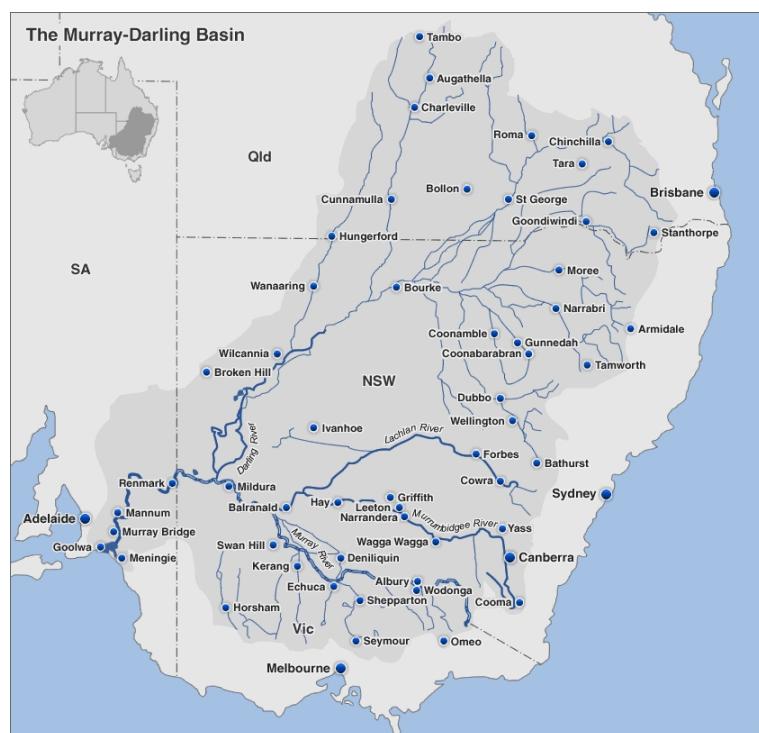 The Murray-Darling Basin
Tambo
Augathella
Charleville
Roma
Chinchilla
Tara
Qld
Bollon
Brisbane
Cunnamulla
St George
Goondiwindi
Stanthorpe
Hungerford
SA
Moree
Wanaaring
Bourke
Narrabri
Armidale
Coonamble
Gunnedah
Wilcannia
Coonabarabran
Broken Hill
Tamworth
NSW
Dubbo
Wellington
Ivanhoe
Lachlan River
Darling River
Forbes
Bathurst
Renmark
Mildura
Cowra
Sydney
Griffith
Hay
Leeton
Balranald
Mannum
Narrandera
Adelaide
Murrumbidgee River
Yass
Murray Bridge
Wagga Wagga
Goolwa
Swan Hill
Murray River
Meningie
Deniliquin
Canberra
Kerang
Albury
Echuca
Wodonga
Shepparton
Cooma
Horsham
Vic
Seymour
Omeo
Melbourne